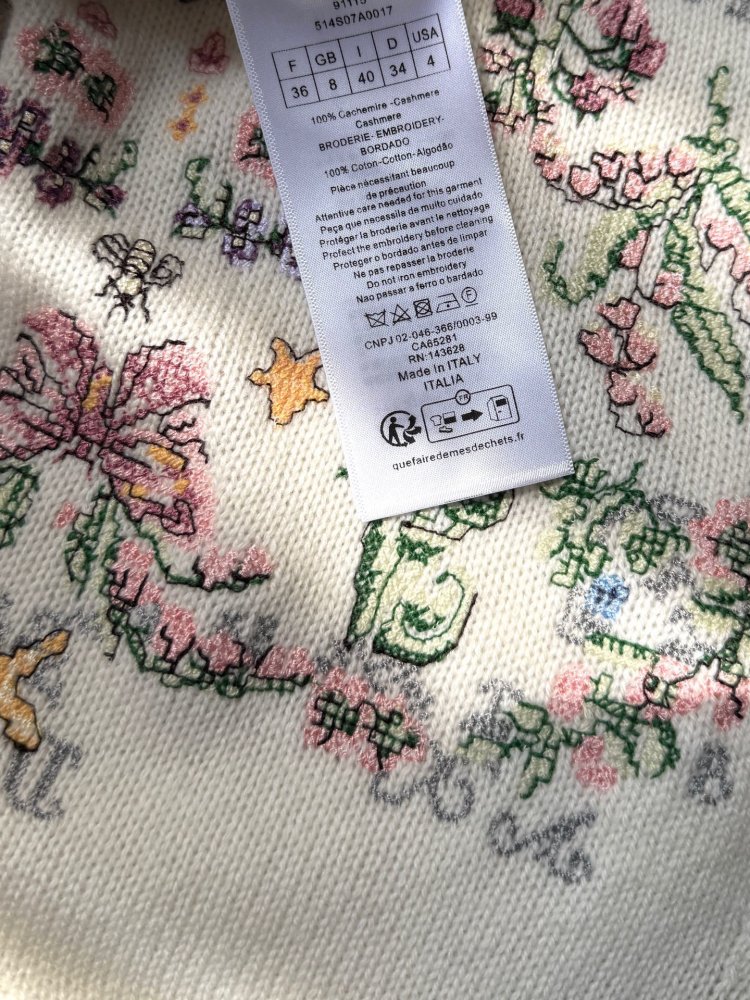 91115
514S07A0017
F GB I D USA
36 8 40 34 4
100% Cachemire -Cashmere
Cashmere
BRODERIE- EMBROIDERY-
BORDADO
100% Coton-Cotton-Algodão
Pièce nécessitant beaucoup
de précaution
Attentive care needed for this garment
Peça que necessita de muito cuidado
Protéger la broderie avant le nettoyage
Protect the embroidery before cleaning
Proteger o bordado antes de limpar
Ne pas repasser la broderie
Do not iron embroidery
Nao passar a ferro o bordado
F
CNPJ 02-046-366/0003-99
CA65281
RN:143628
Made in ITALY
ITALIA
FR
quefairedemesdechets.fr